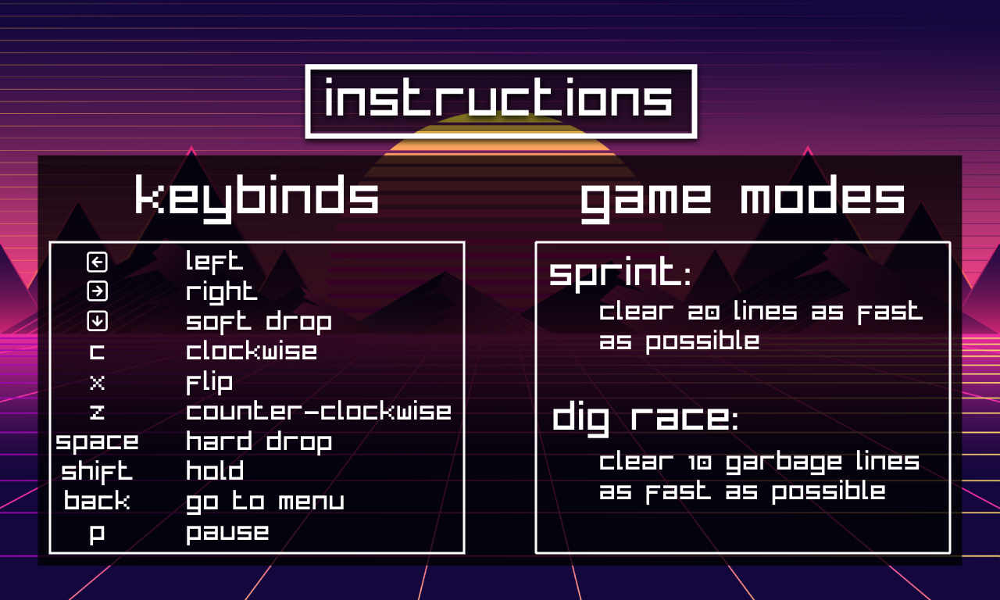 instructions
keybinds
← left
→ right
↓ soft drop
c clockwise
x flip
z counter-clockwise
space hard drop
shift hold
back go to menu
p pause
game modes
sprint:
clear 20 lines as fast
as possible
dig race:
clear 10 garbage lines
as fast as possible